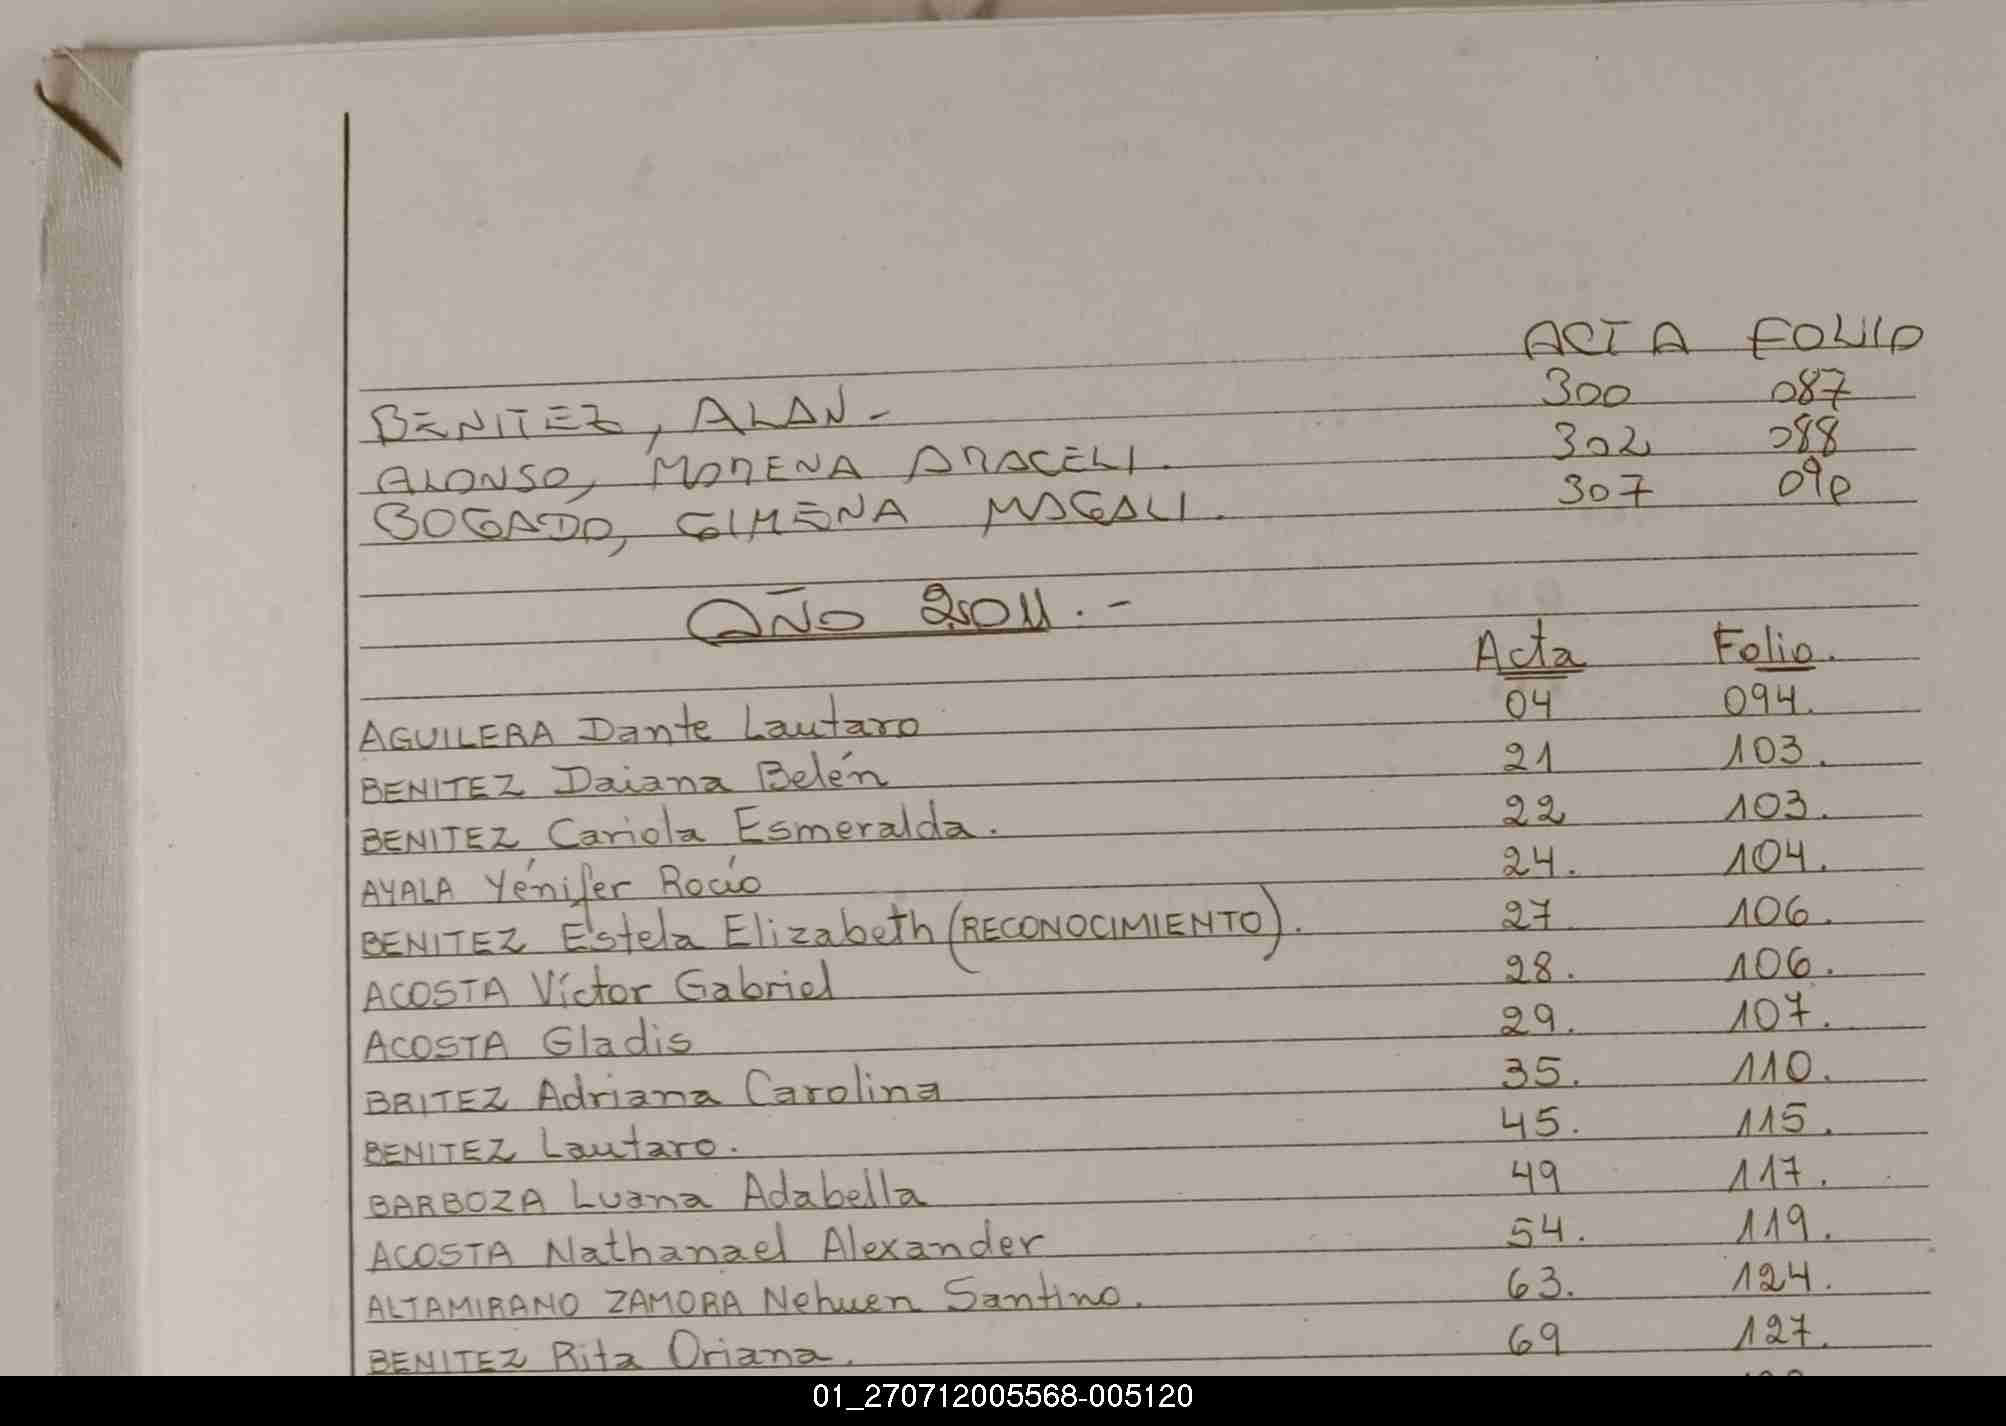 ACTA FOLIO
BENITEZ, ALAN - 300 087
ALONSO, MORENA ARACELI. 302 088
BOGADO, GIMENA MAGALI. 307 090
AÑO 2011.-
Acta Folio.
AGUILERA Dante Lautaro 04 094.
BENITEZ Daiana Belén 21 103.
BENITEZ Cariola Esmeralda. 22 103.
AYALA Yénifer Rocío 24. 104.
BENITEZ Estela Elizabeth (RECONOCIMIENTO). 27 106.
ACOSTA Víctor Gabriel 28. 106.
ACOSTA Gladis 29. 107.
BRITEZ Adriana Carolina 35. 110.
BENITEZ Lautaro. 45. 115.
BARBOZA Luana Adabella 49 117.
ACOSTA Nathanael Alexander 54. 119.
ALTAMIRANO ZAMORA Nehuen Santino. 63. 124.
BENITEZ Rita Oriana. 69 127.
01_270712005568-005120